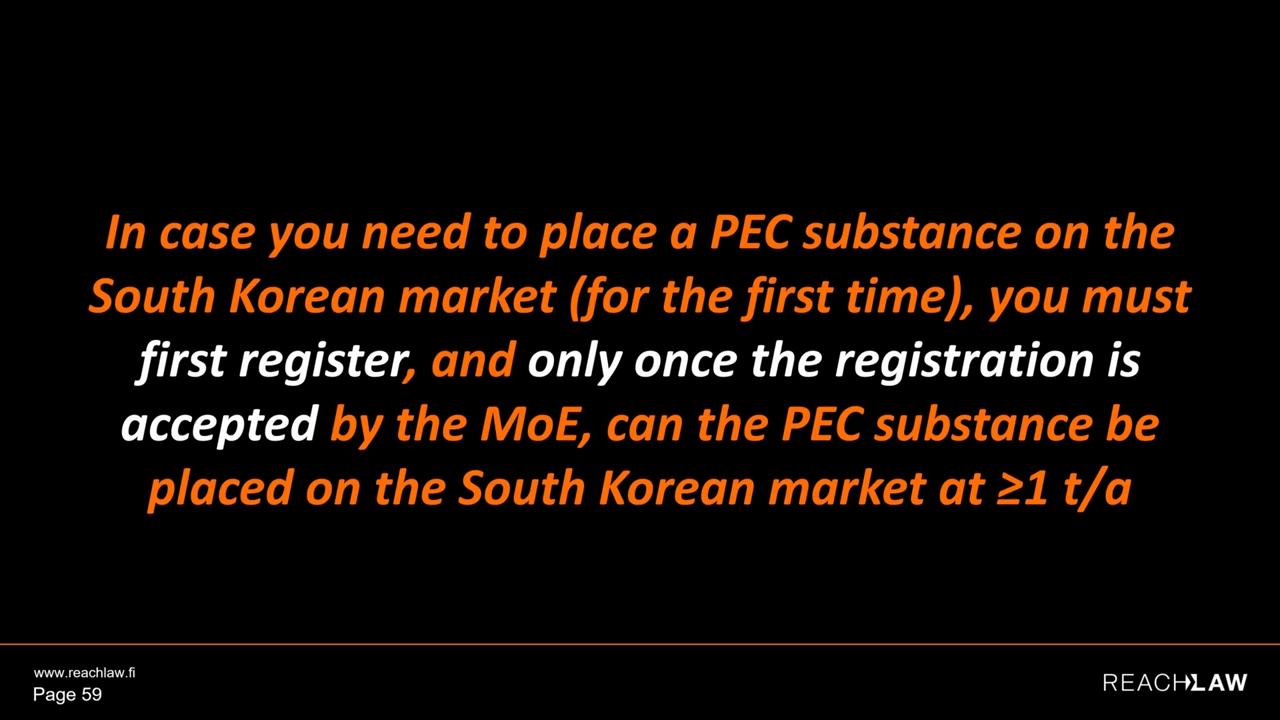 In case you need to place a PEC substance on the
South Korean market (for the first time), you must
first register, and only once the registration is
accepted by the MoE, can the PEC substance be
placed on the South Korean market at ≥1 t/a
www.reachlaw.fi
Page 59
REACHLAW